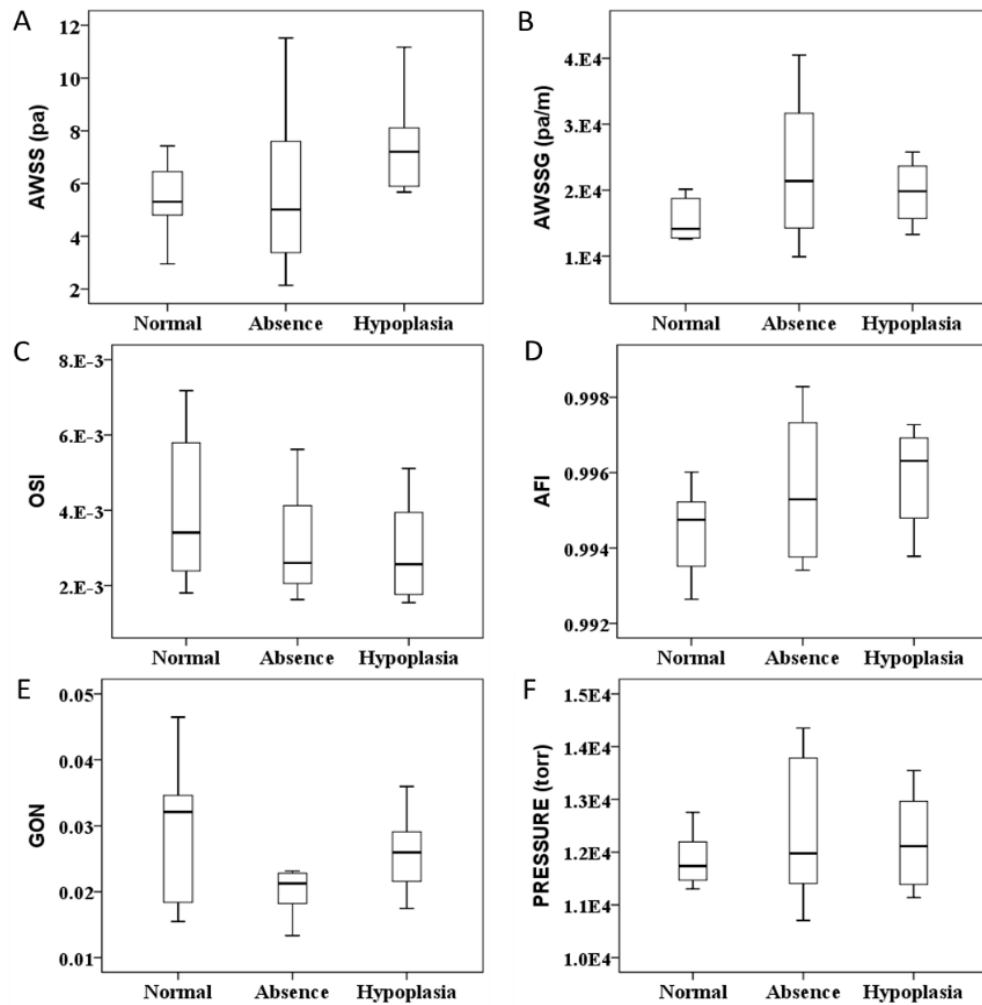 A
AWSS (pa)
12
10
8
6
4
2
Normal Absence Hypoplasia
B
AWSSG (pa/m)
4.E4
3.E4
2.E4
1.E4
Normal Absence Hypoplasia
C
OSI
8.E-3
6.E-3
4.E-3
2.E-3
Normal Absence Hypoplasia
D
AFI
0.998
0.996
0.994
0.992
Normal Absence Hypoplasia
E
GON
0.05
0.04
0.03
0.02
0.01
Normal Absence Hypoplasia
F
PRESSURE (torr)
1.5E4
1.4E4
1.3E4
1.2E4
1.1E4
1.0E4
Normal Absence Hypoplasia